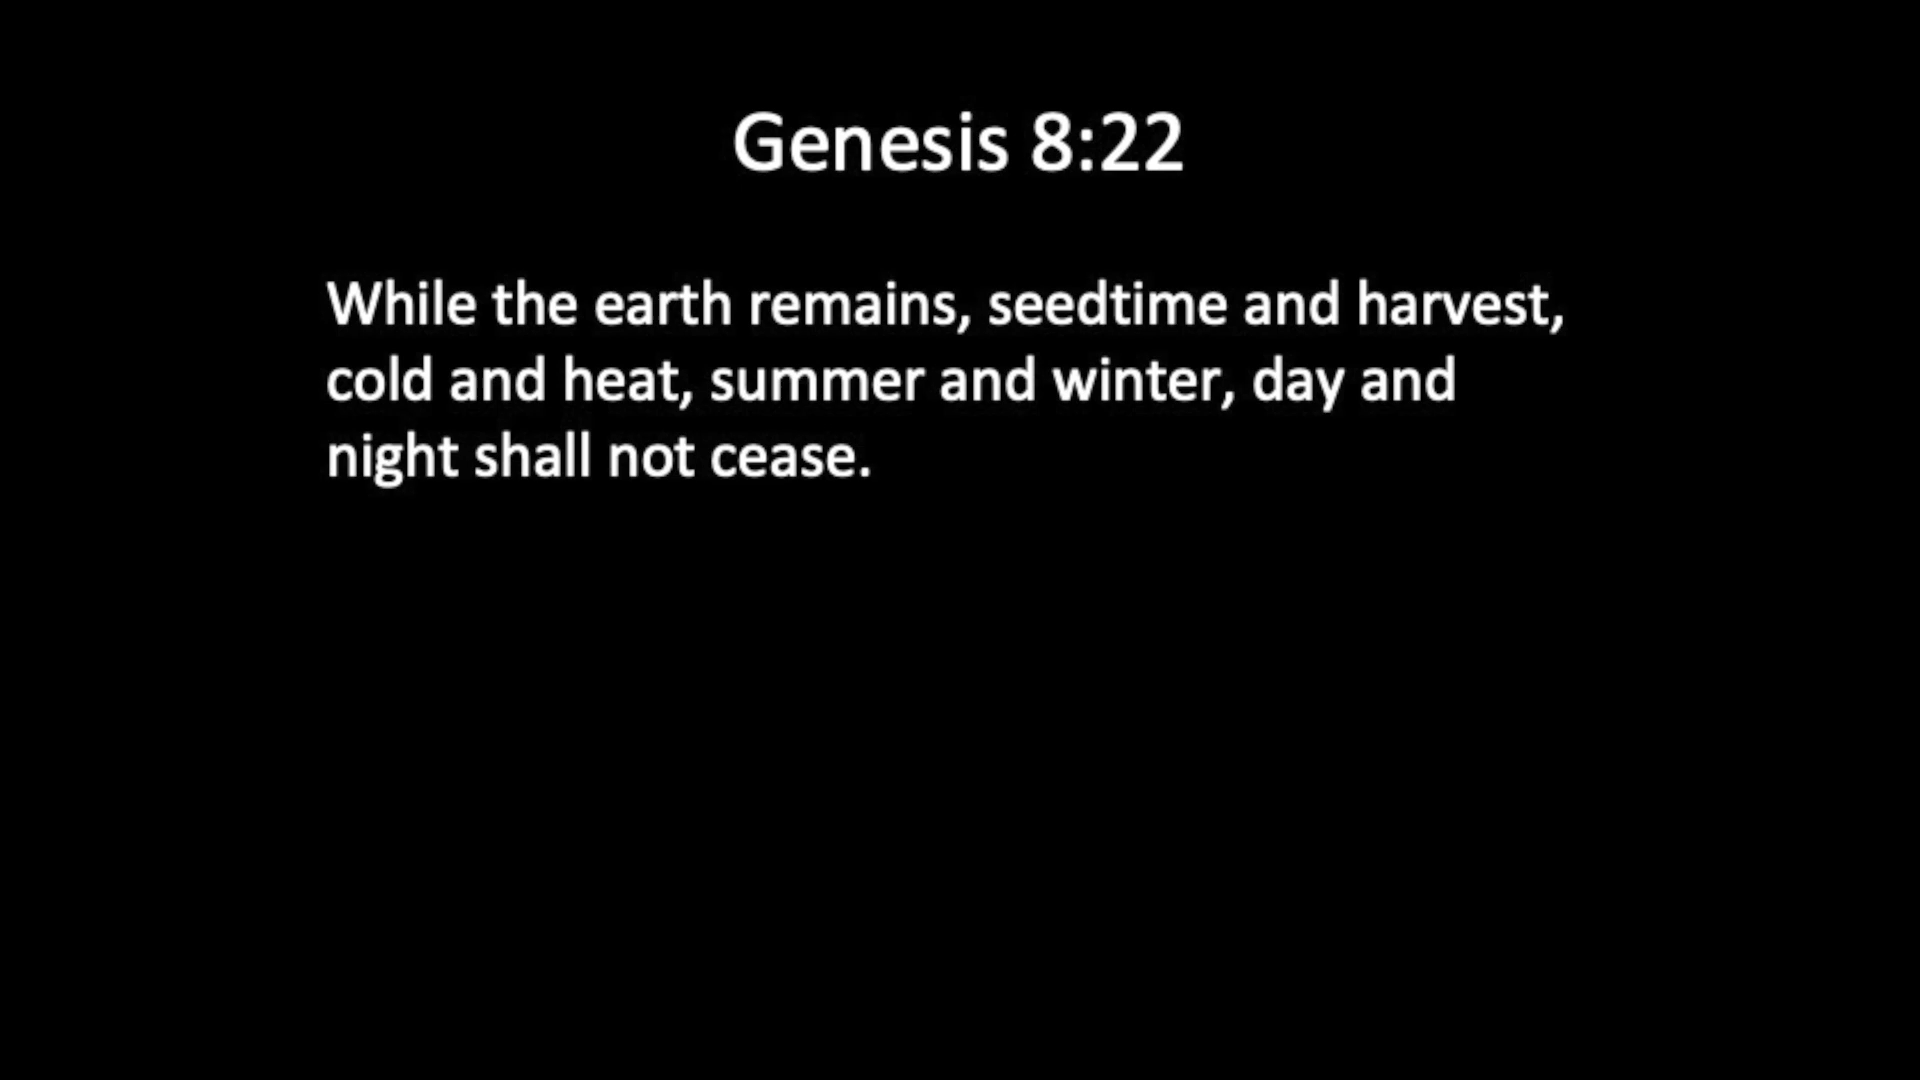 Genesis 8:22
While the earth remains, seedtime and harvest,
cold and heat, summer and winter, day and
night shall not cease.